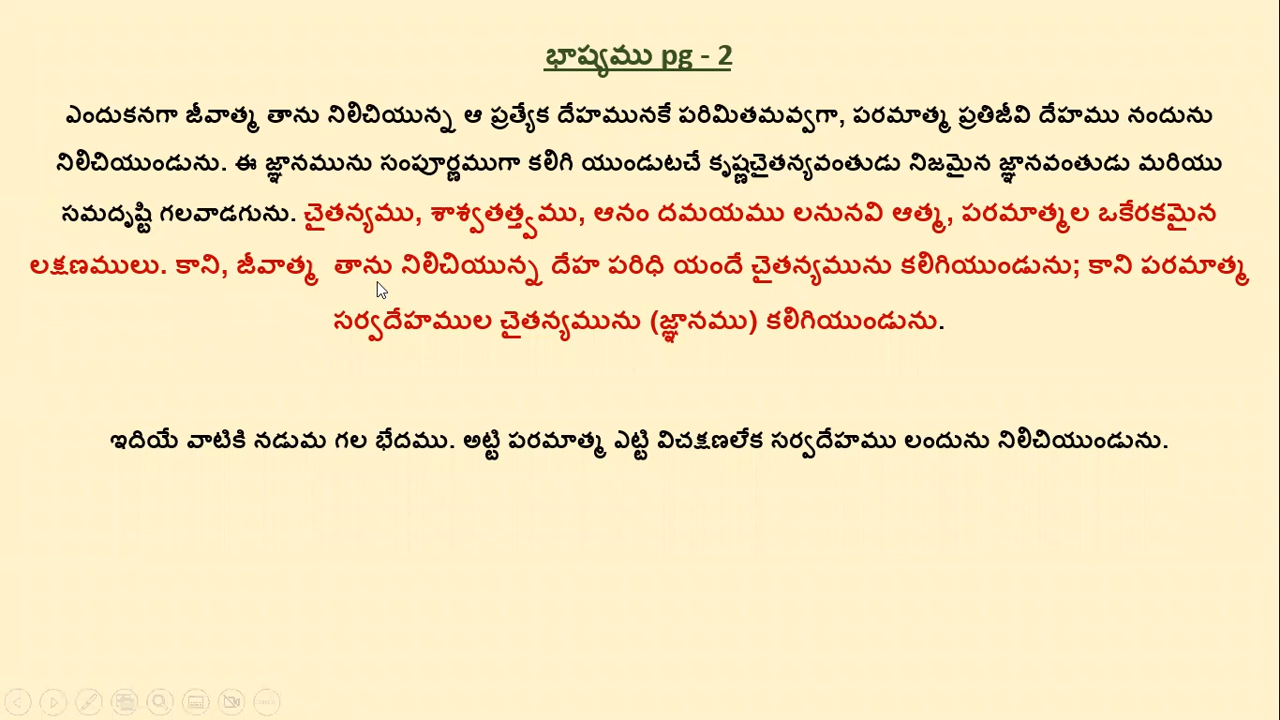 భాష్యము pg - 2
ఎందుకనగా జీవాత్మ తాను నిలిచియున్న ఆ ప్రత్యేక దేహమునకే పరిమితమవ్వగా, పరమాత్మ ప్రతిజీవి దేహము నందును
నిలిచియుండును. ఈ జ్ఞానమును సంపూర్ణముగా కలిగి యుండుటచే కృష్ణచైతన్యవంతుడు నిజమైన జ్ఞానవంతుడు మరియు
సమదృష్టి గలవాడగును. చైతన్యము, శాశ్వతత్త్వము, ఆనం దమయము లనునవి ఆత్మ, పరమాత్మల ఒకేరకమైన
లక్షణములు. కాని, జీవాత్మ తాను నిలిచియున్న దేహ పరిధి యందే చైతన్యమును కలిగియుండును; కాని పరమాత్మ
సర్వదేహముల చైతన్యమును (జ్ఞానము) కలిగియుండును.
ఇదియే వాటికి నడుమ గల భేదము. అట్టి పరమాత్మ ఎట్టి విచక్షణలేక సర్వదేహము లందును నిలిచియుండును.